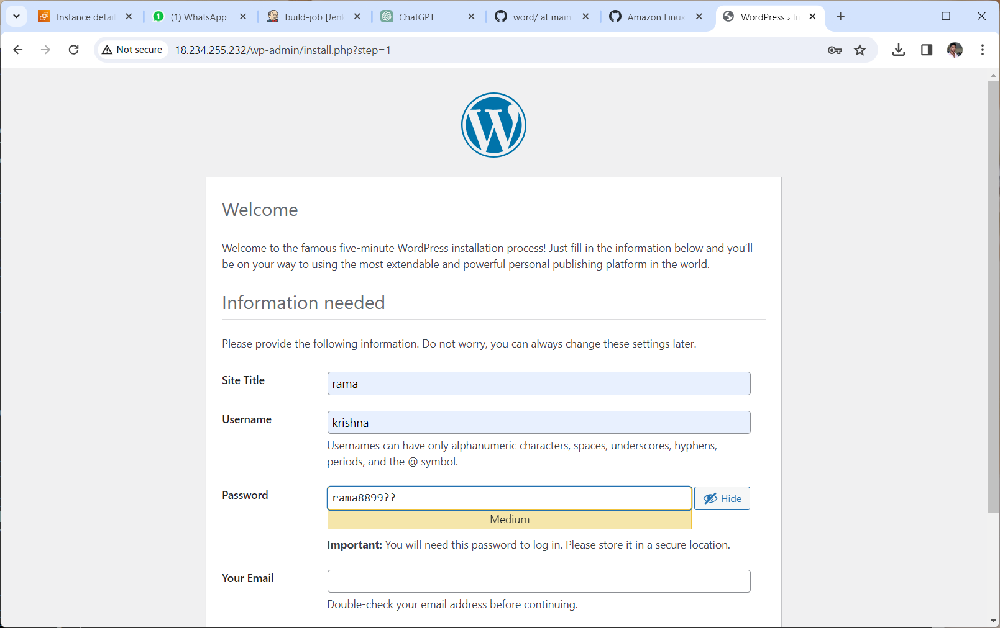 Instance detail
(1) WhatsApp
build-job [Jenk
ChatGPT
word/ at main
Amazon Linux
WordPress › In
Not secure
18.234.255.232/wp-admin/install.php?step=1
Welcome
Welcome to the famous five-minute WordPress installation process! Just fill in the information below and you’ll
be on your way to using the most extendable and powerful personal publishing platform in the world.
Information needed
Please provide the following information. Do not worry, you can always change these settings later.
Site Title
rama
Username
krishna
Usernames can have only alphanumeric characters, spaces, underscores, hyphens,
periods, and the @ symbol.
Password
rama8899??
Hide
Medium
Important: You will need this password to log in. Please store it in a secure location.
Your Email
Double-check your email address before continuing.